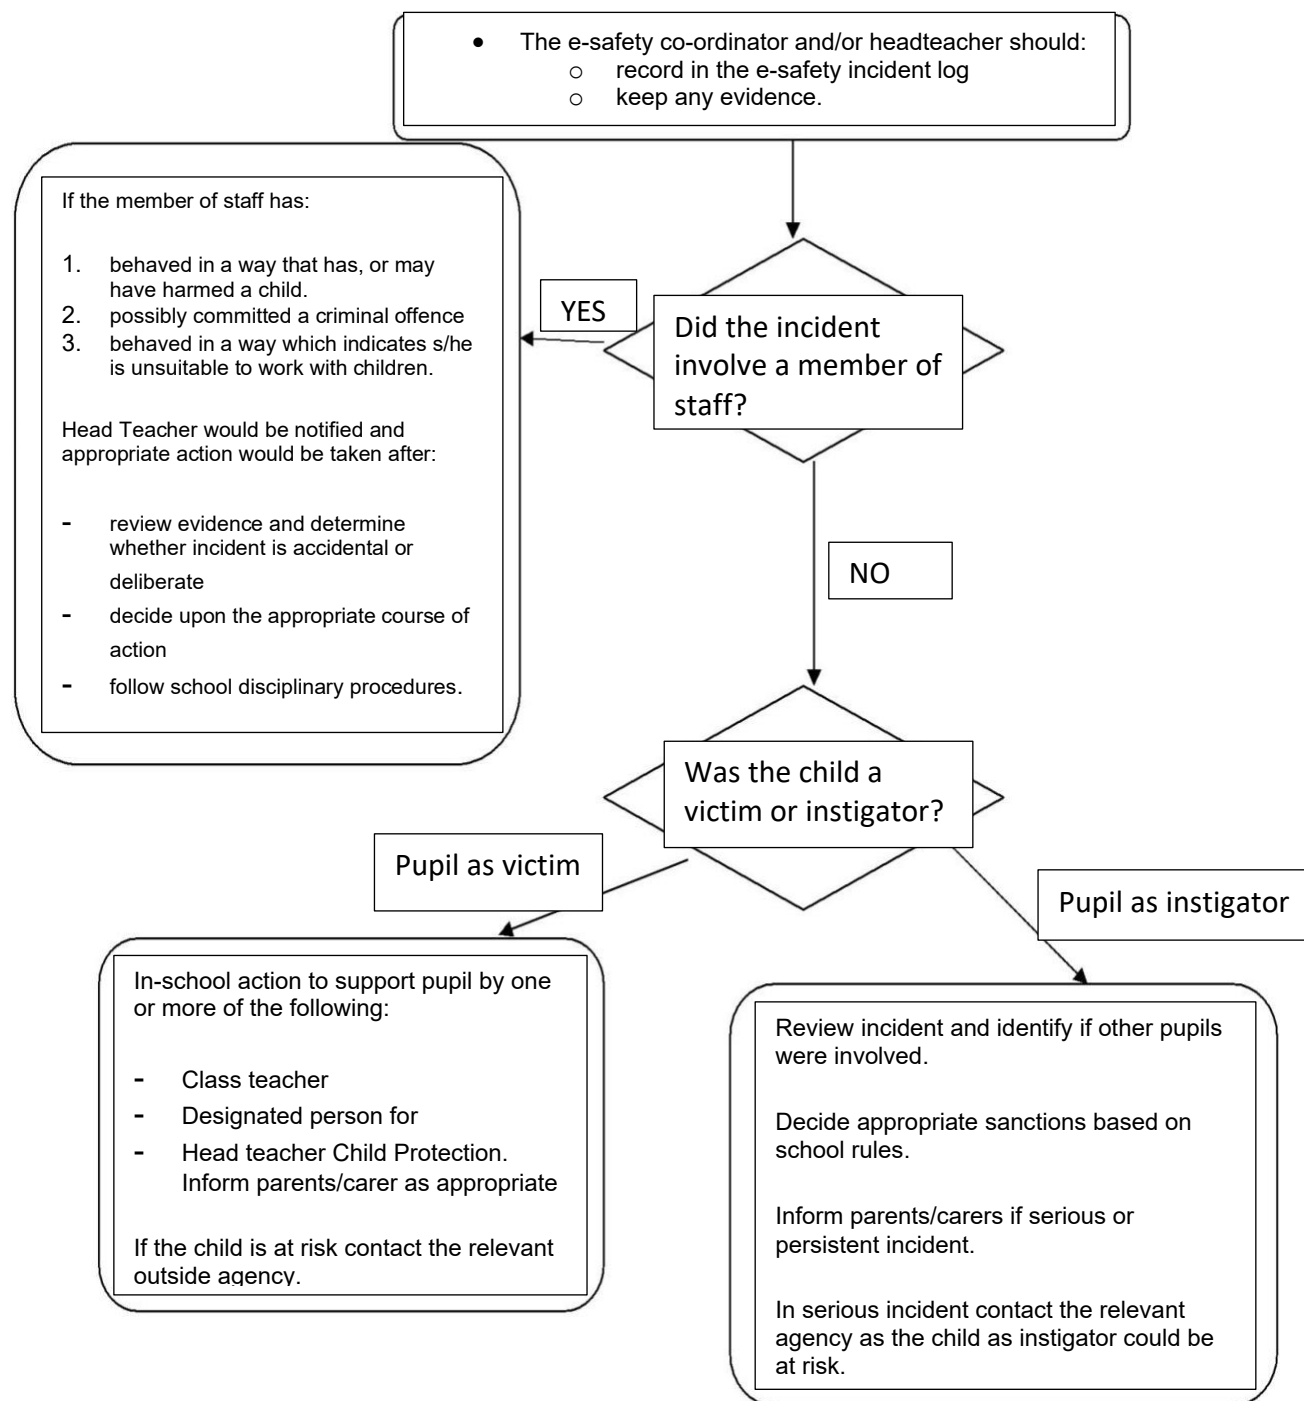 • The e-safety co-ordinator and/or headteacher should:
o record in the e-safety incident log
o keep any evidence.
If the member of staff has:
1. behaved in a way that has, or may
have harmed a child.
2. possibly committed a criminal offence
3. behaved in a way which indicates s/he
is unsuitable to work with children.
Head Teacher would be notified and
appropriate action would be taken after:
- review evidence and determine
whether incident is accidental or
deliberate
- decide upon the appropriate course of
action
- follow school disciplinary procedures.
YES
Did the incident
involve a member of
staff?
NO
Was the child a
victim or instigator?
Pupil as victim
Pupil as instigator
In-school action to support pupil by one
or more of the following:
- Class teacher
- Designated person for
- Head teacher Child Protection.
Inform parents/carer as appropriate
If the child is at risk contact the relevant
outside agency.
Review incident and identify if other pupils
were involved.
Decide appropriate sanctions based on
school rules.
Inform parents/carers if serious or
persistent incident.
In serious incident contact the relevant
agency as the child as instigator could be
at risk.